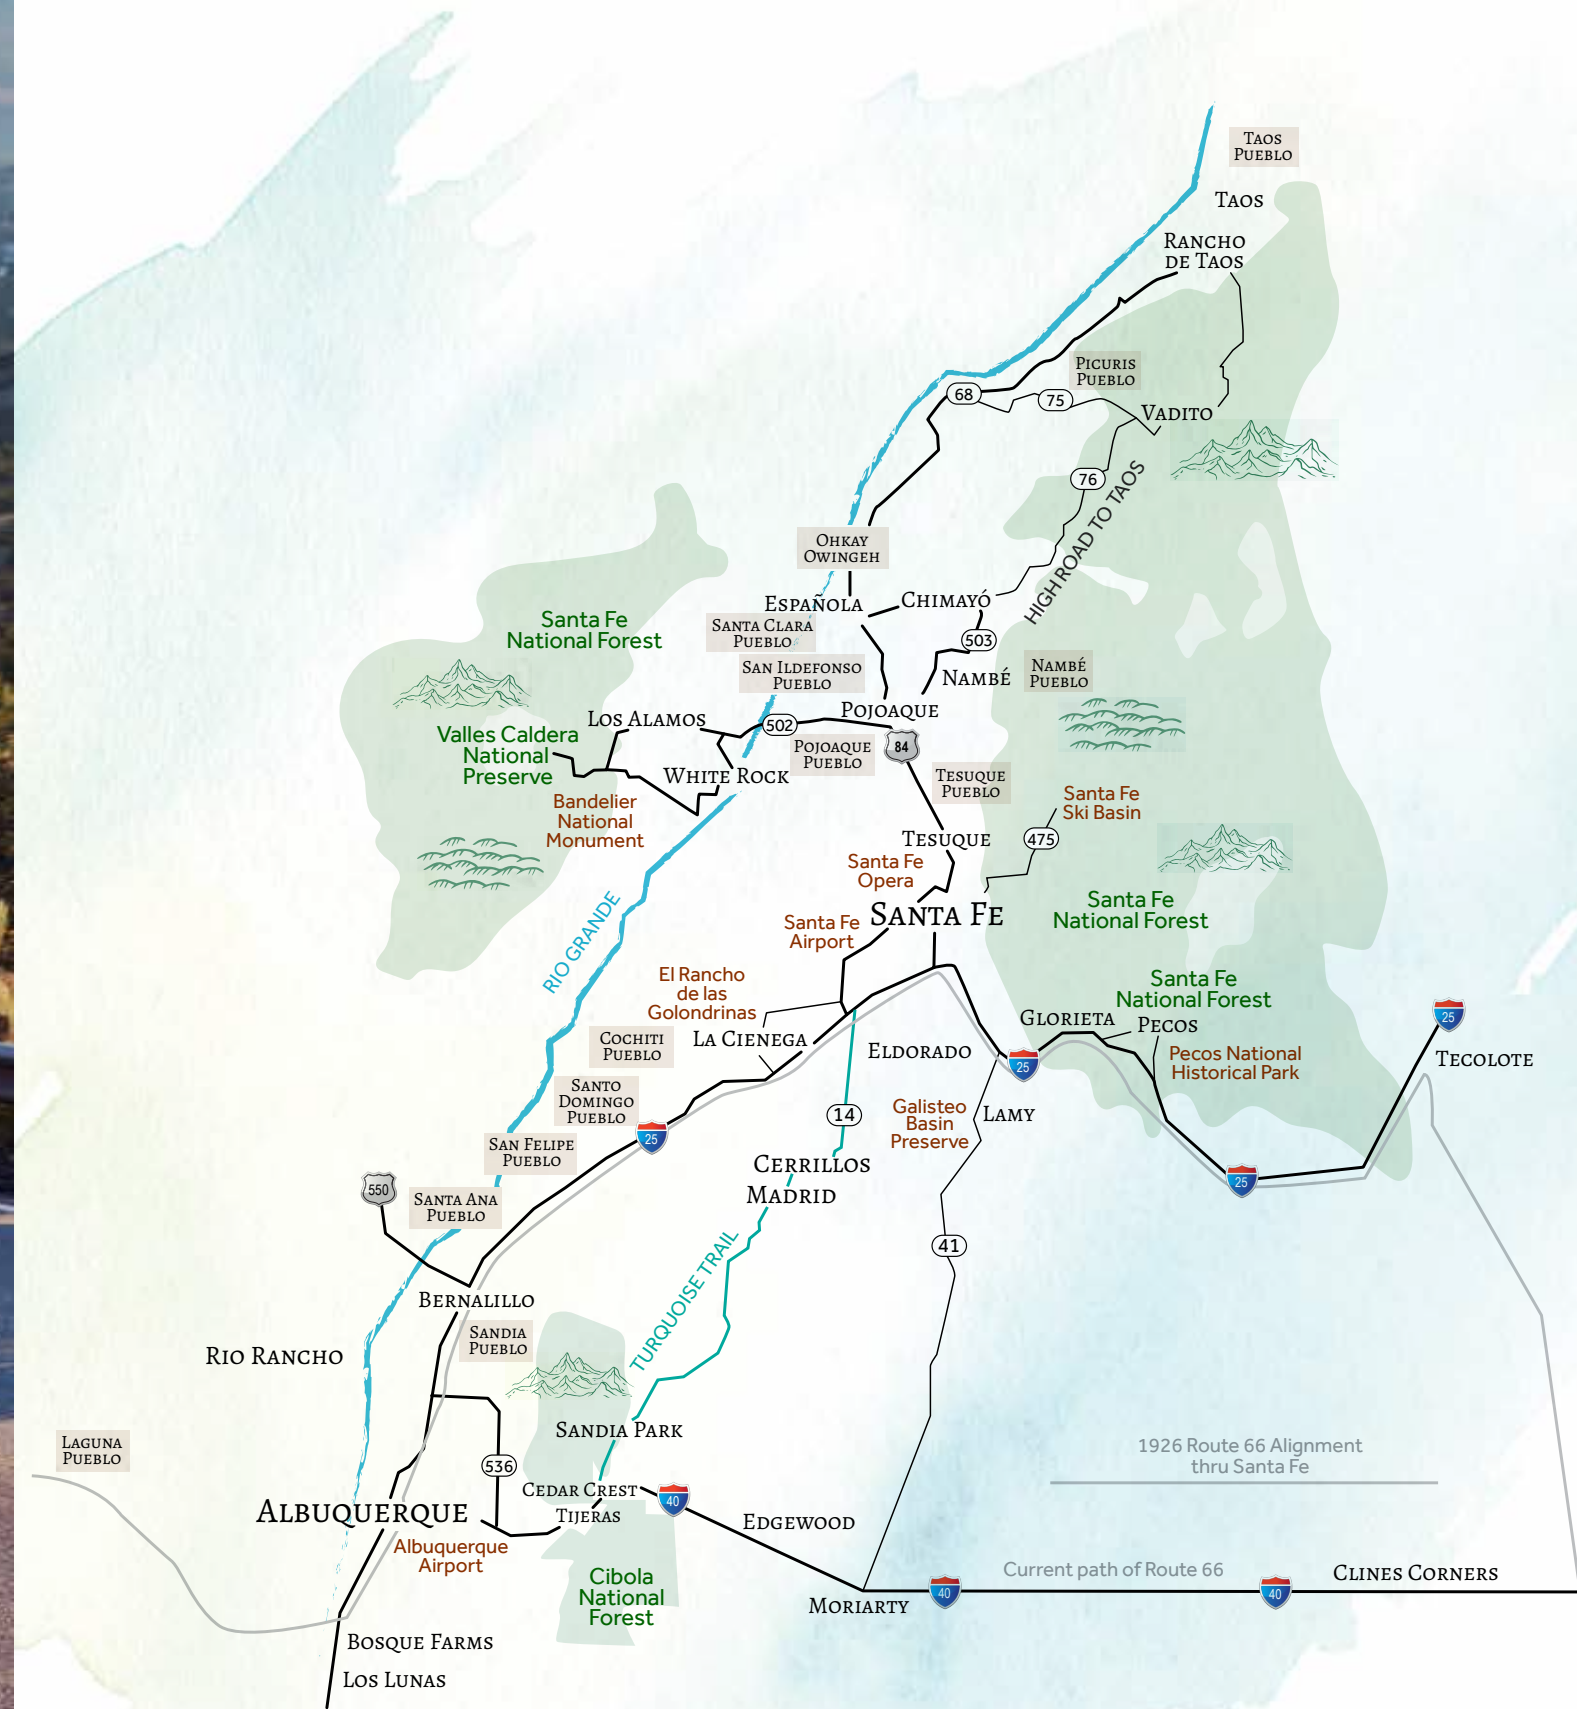 TAOS
PUEBLO
TAOS
RANCHO
DE TAOS
PICURIS
PUEBLO
68
75
VADITO
76
HIGH ROAD TO TAOS
OHKAY
OWINGEH
ESPAÑOLA
CHIMAYÓ
SANTA CLARA
PUEBLO
503
Santa Fe
National Forest
SAN ILDEFONSO
PUEBLO
NAMBÉ
NAMBÉ
PUEBLO
LOS ALAMOS
502
POJOAQUE
Valles Caldera
National
Preserve
POJOAQUE
PUEBLO
84
WHITE ROCK
TESUQUE
PUEBLO
Bandelier
National
Monument
Santa Fe
Ski Basin
475
TESUQUE
Santa Fe
Opera
SANTA FE
Santa Fe
National Forest
RIO GRANDE
Santa Fe
Airport
El Rancho
de las
Golondrinas
Santa Fe
National Forest
GLORIETA
PECOS
25
COCHITI
PUEBLO
LA CIENEGA
ELDORADO
25
Pecos National
Historical Park
TECOLOTE
SANTO
DOMINGO
PUEBLO
14
Galisteo
Basin
Preserve
LAMY
25
SAN FELIPE
PUEBLO
CERRILLOS
MADRID
25
550
SANTA ANA
PUEBLO
41
TURQUOISE TRAIL
BERNALILLO
SANDIA
PUEBLO
RIO RANCHO
SANDIA PARK
LAGUNA
PUEBLO
536
1926 Route 66 Alignment
thru Santa Fe
CEDAR CREST
40
ALBUQUERQUE
TIJERAS
EDGEWOOD
Albuquerque
Airport
Cibola
National
Forest
Current path of Route 66
CLINES CORNERS
40
40
MORIARTY
BOSQUE FARMS
LOS LUNAS